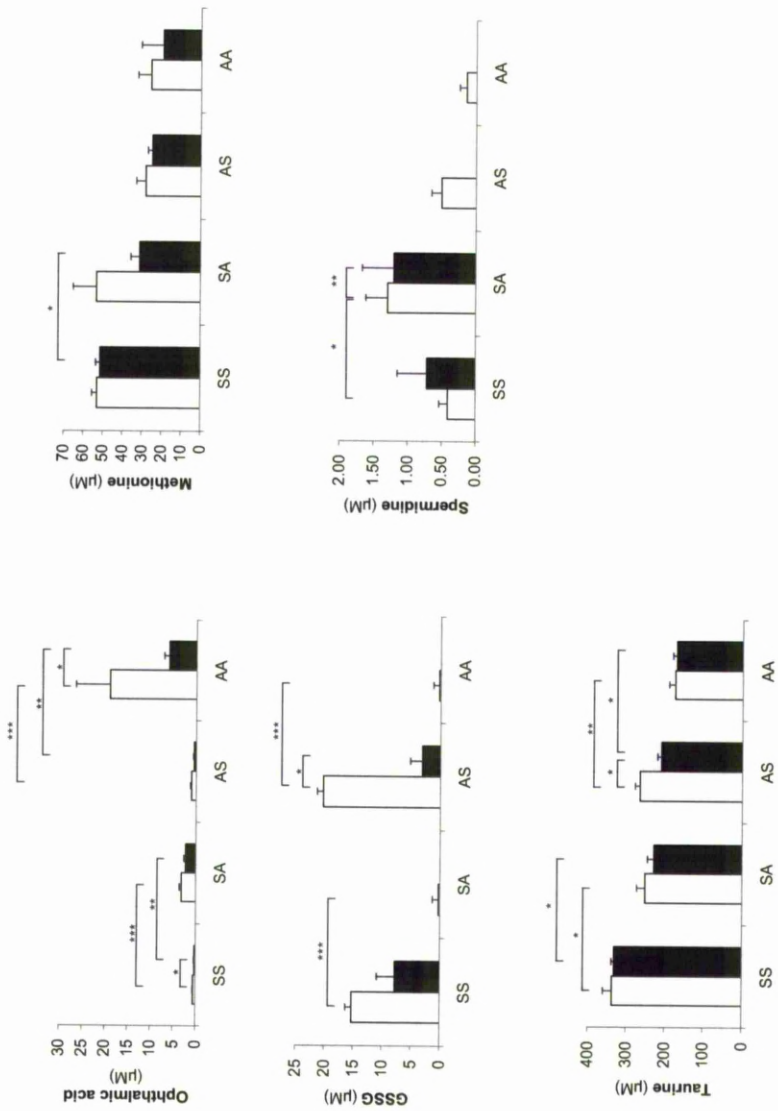 Ophthalmic acid
(µM)
30
25
20
15
10
5
0
***
**
*
***
**
*
SS
SA
AS
AA
Methionine (µM)
70
60
50
40
30
20
10
0
*
SS
SA
AS
AA
GSSG (µM)
25
20
15
10
5
0
***
***
*
SS
SA
AS
AA
Spermidine (µM)
2.00
1.50
1.00
0.50
0.00
*
**
SS
SA
AS
AA
Taurine (µM)
400
300
200
100
0
*
*
**
*
*
SS
SA
AS
AA